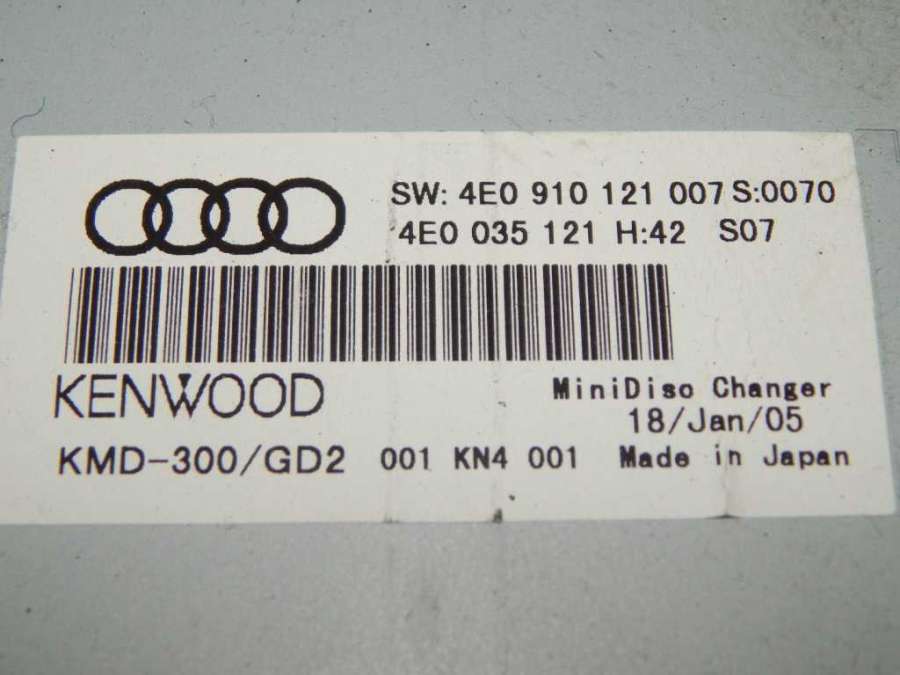 SW: 4E0 910 121 007 S:0070
4E0 035 121 H:42 S07
KENWOOD
MiniDisc Changer
18/Jan/05
KMD-300/GD2 001 KN4 001 Made in Japan